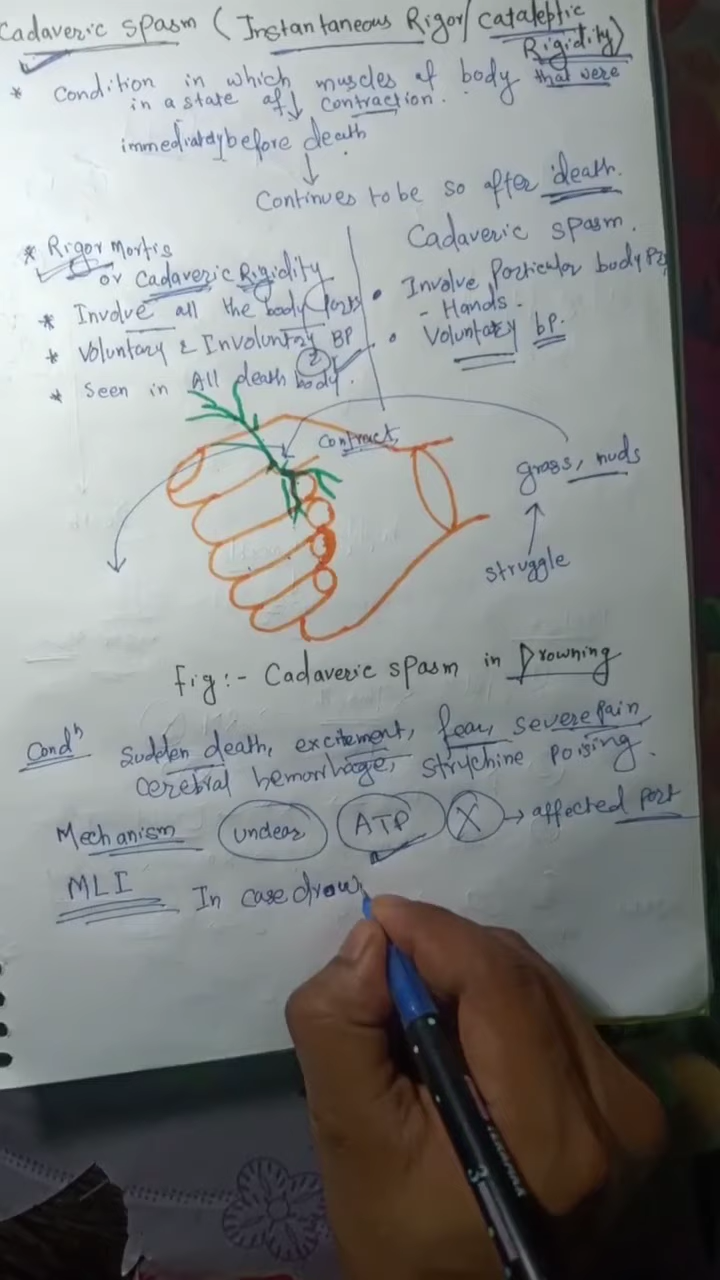 Cadaveric spasm (Instantaneous Rigor/Cataleptic
Rigidity)
* Condition in which muscles of body that were
in a state of contraction.
immediately before death
Continues to be so after death.
* Rigor Mortis
or Cadaveric Rigidity
* Involve all the body parts
* Voluntary & Involuntary BP
* Seen in All death body.
2
Cadaveric spasm.
• Involve Particular body
- Hands.
• Voluntary bp.
Contract
grass, muds
struggle
Fig:- Cadaveric spasm in Drowning
Condn Sudden death, excitement, fear, severe pain
cerebral hemorrhage, strychine poising.
Mechanism unclear ATP X → affected part
MLI In case drow
3